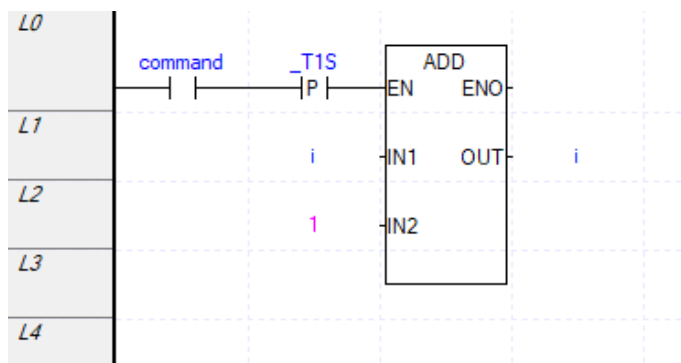 L0
command _T1S ADD
P EN ENO
L1
i IN1 OUT i
L2
1 IN2
L3
L4